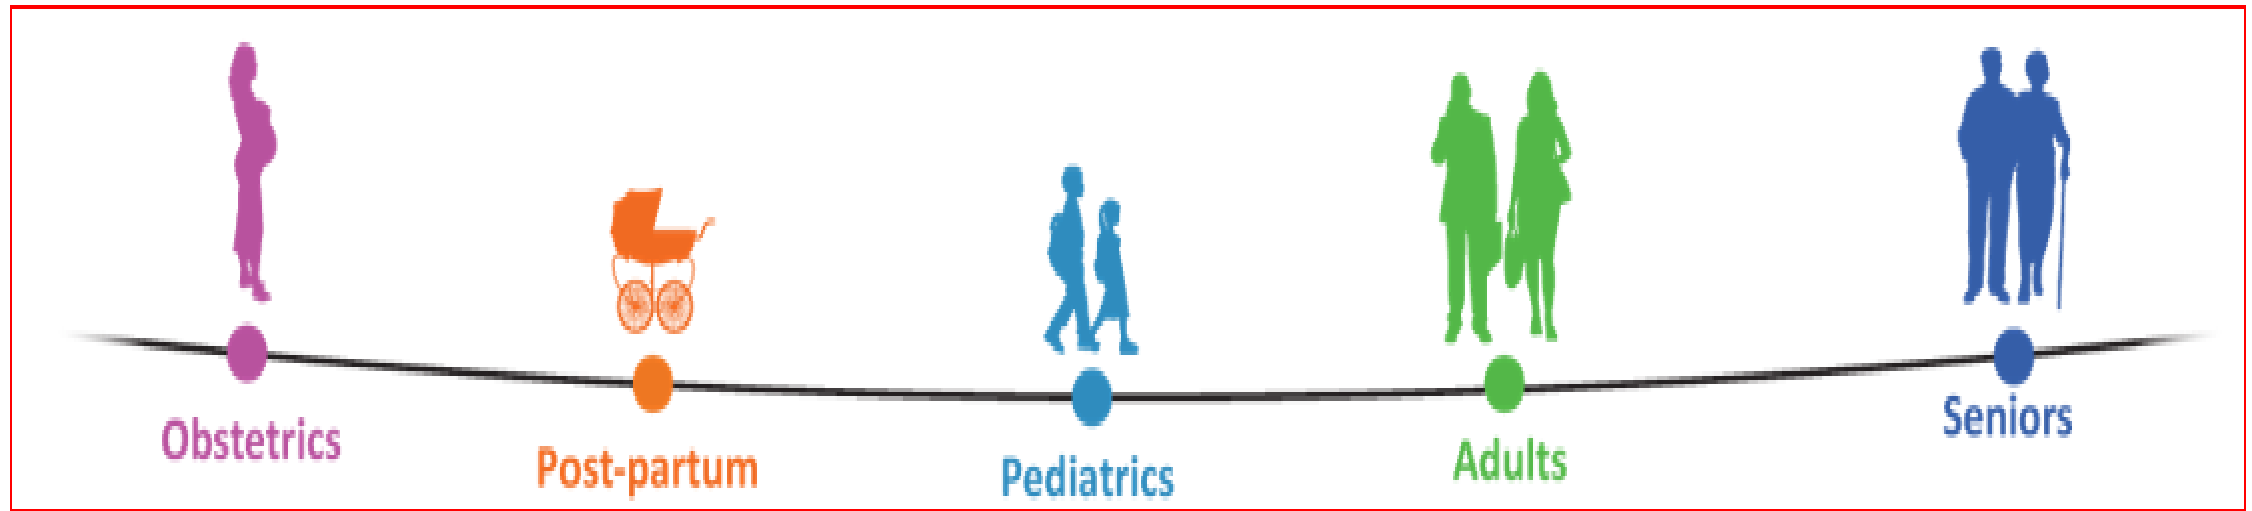 Obstetrics
Post-partum
Pediatrics
Adults
Seniors